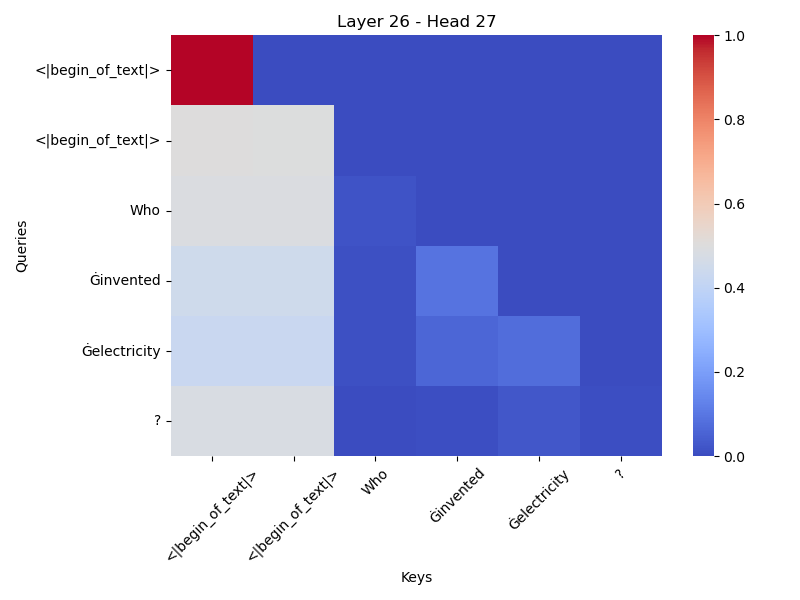 Layer 26 - Head 27
<|begin_of_text|>
<|begin_of_text|>
Who
Ġinvented
Ġelectricity
?
Queries
<|begin_of_text|>
<|begin_of_text|>
Who
Ġinvented
Ġelectricity
?
Keys
1.0
0.8
0.6
0.4
0.2
0.0